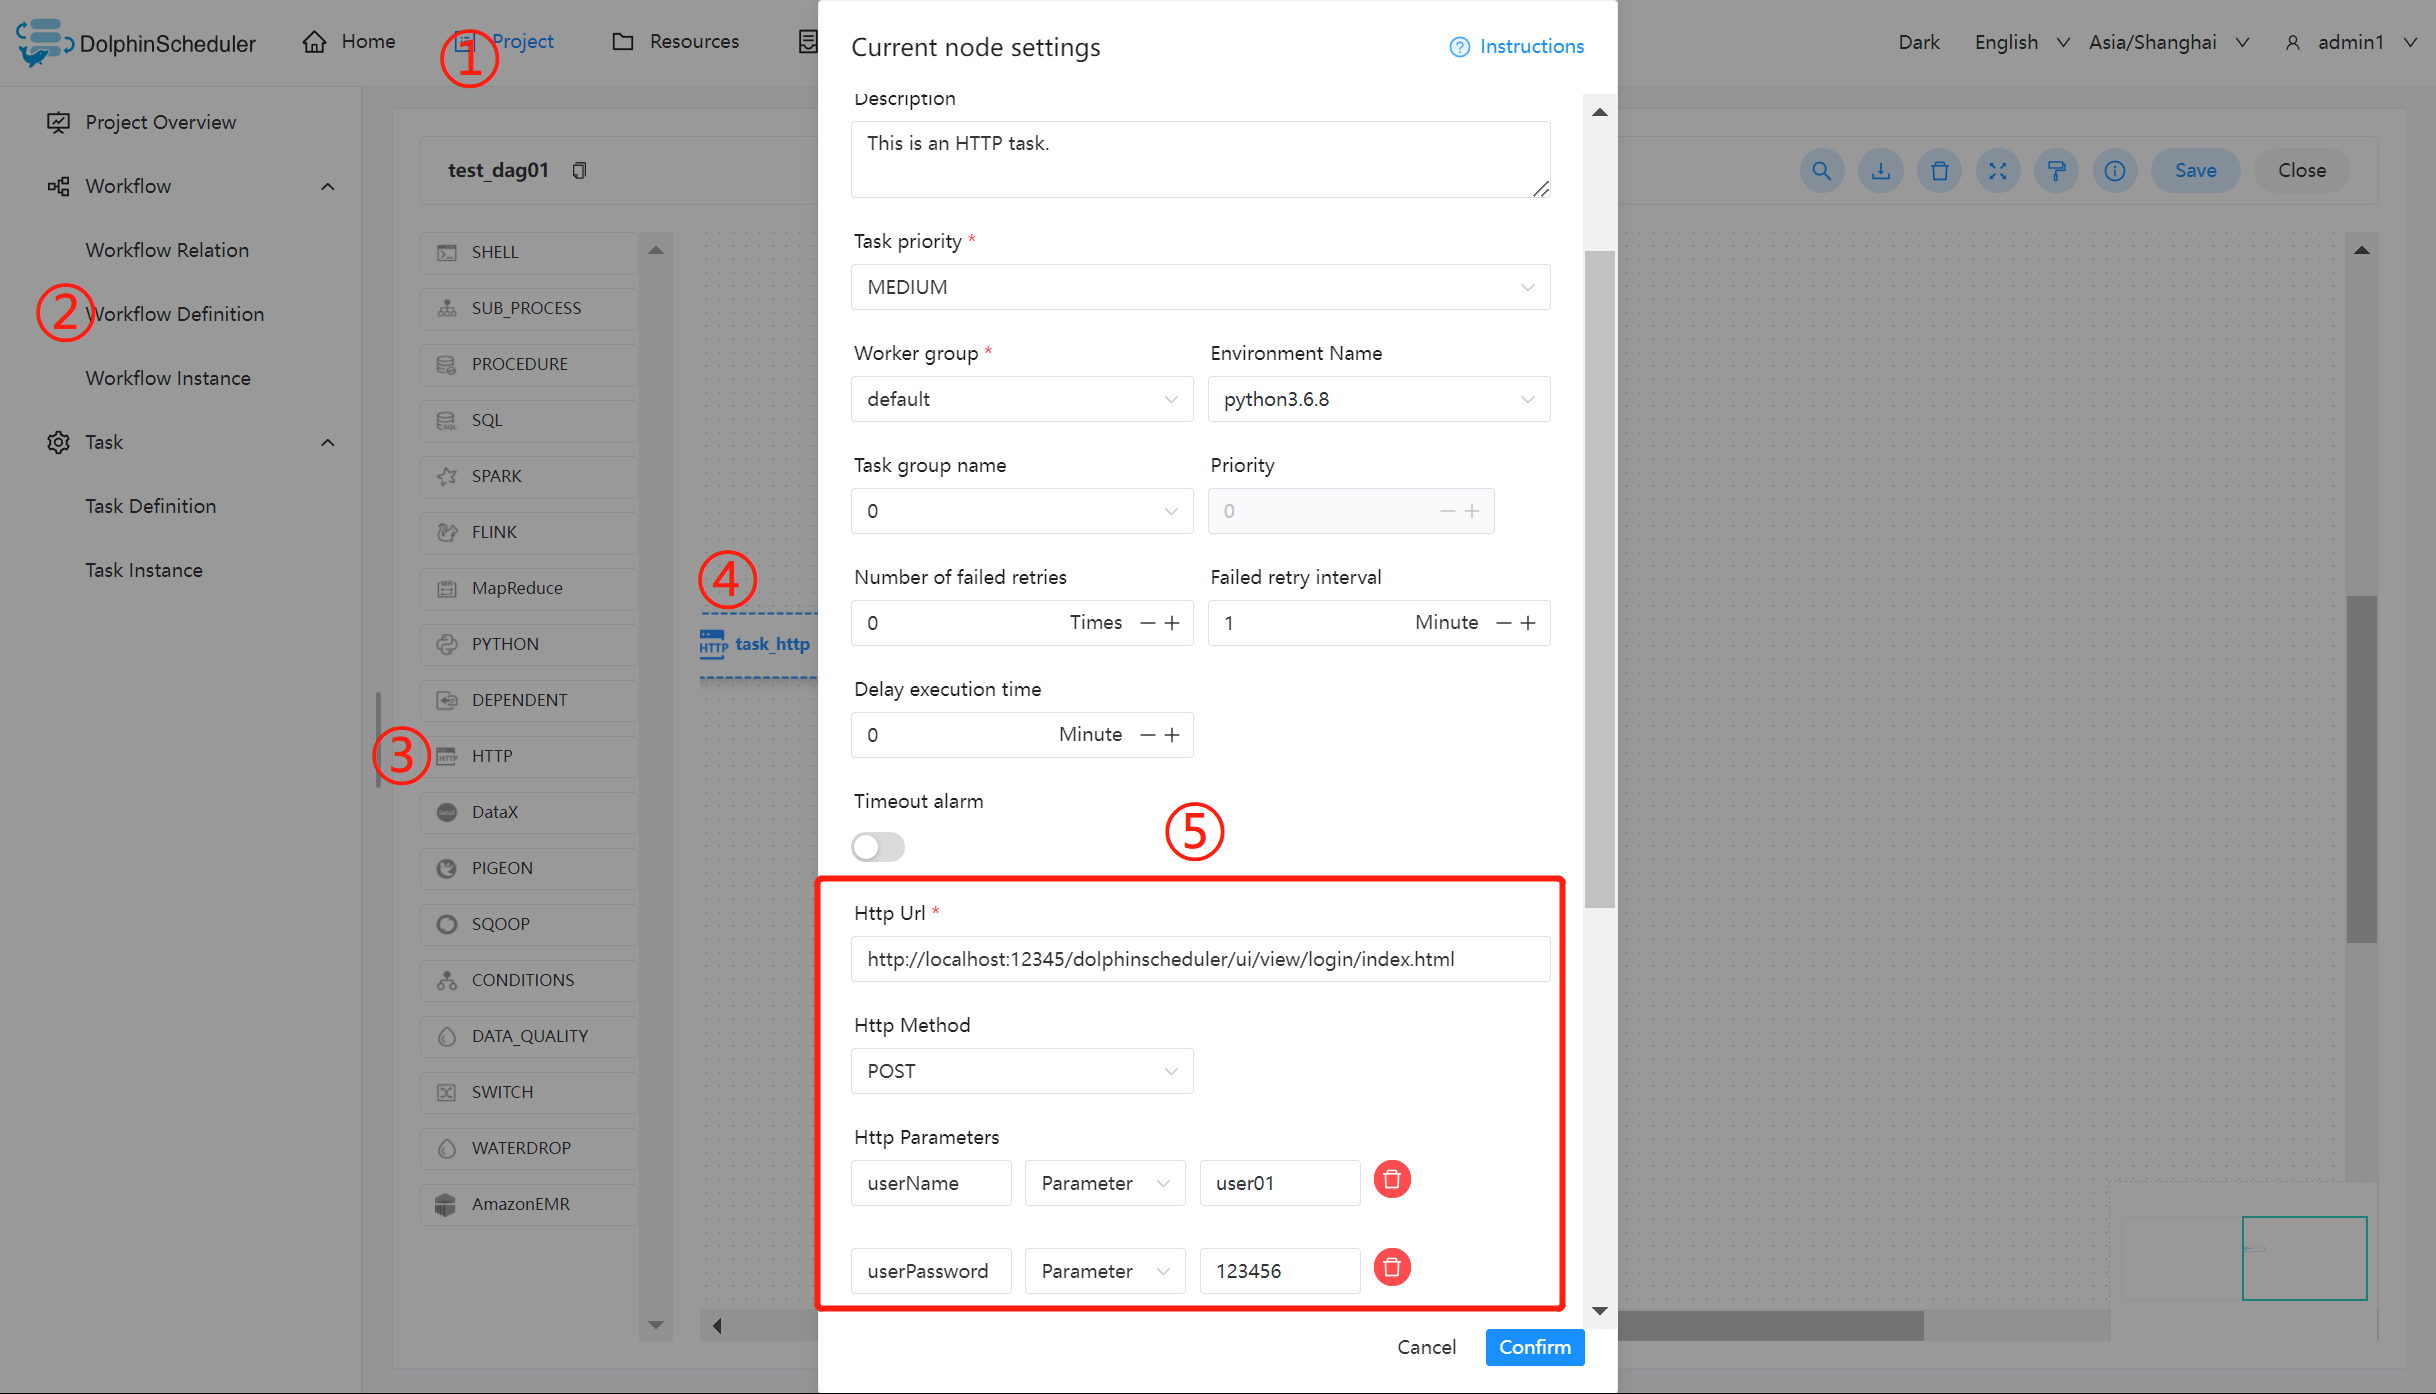 DolphinScheduler
Home
Project
Resources
Dark
English
Asia/Shanghai
admin1
①
Project Overview
Workflow
Workflow Relation
②
Workflow Definition
Workflow Instance
Task
Task Definition
Task Instance
test_dag01
Save
Close
SHELL
SUB_PROCESS
PROCEDURE
SQL
SPARK
FLINK
MapReduce
PYTHON
DEPENDENT
③
HTTP
HTTP
DataX
PIGEON
SQOOP
CONDITIONS
DATA_QUALITY
SWITCH
WATERDROP
AmazonEMR
④
HTTP
task_http
Current node settings
Instructions
Description
This is an HTTP task.
Task priority *
MEDIUM
Worker group *
Environment Name
default
python3.6.8
Task group name
Priority
0
0
Number of failed retries
Failed retry interval
0 Times
1 Minute
Delay execution time
0 Minute
Timeout alarm
⑤
Http Url *
http://localhost:12345/dolphinscheduler/ui/view/login/index.html
Http Method
POST
Http Parameters
userName Parameter user01
userPassword Parameter 123456
Cancel
Confirm